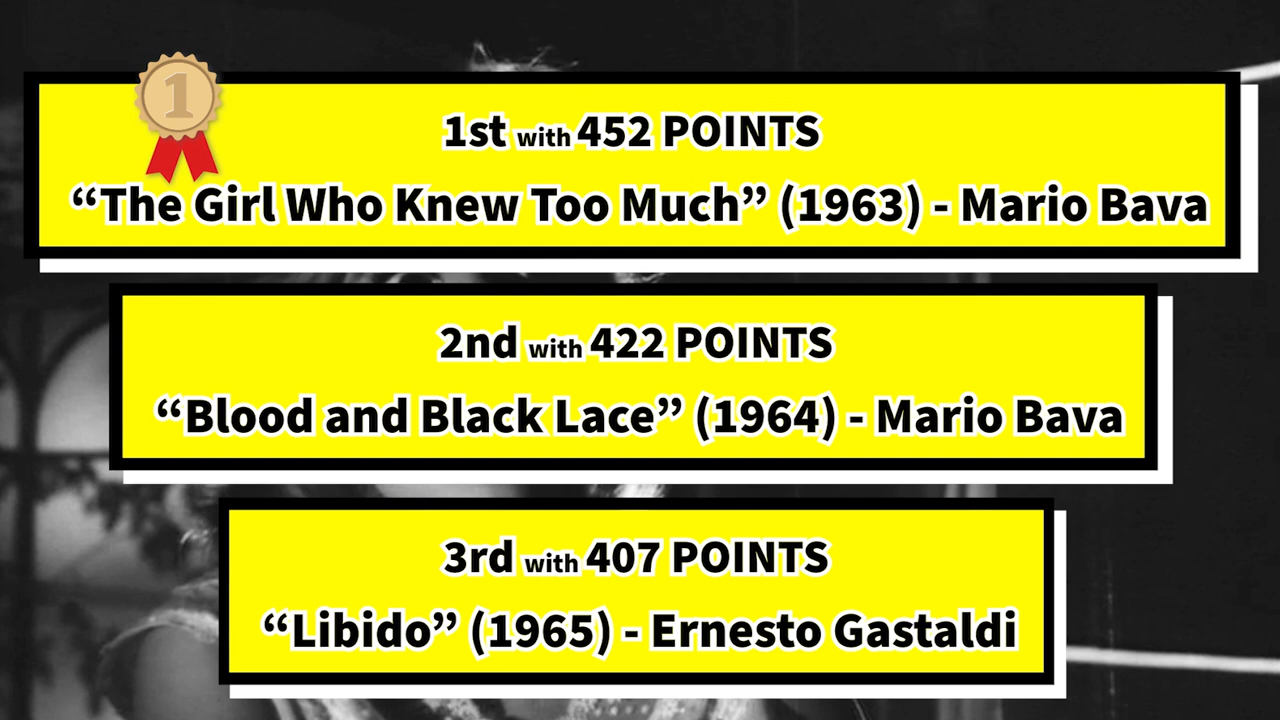 1
1st with 452 POINTS
“The Girl Who Knew Too Much” (1963) - Mario Bava
2nd with 422 POINTS
“Blood and Black Lace” (1964) - Mario Bava
3rd with 407 POINTS
“Libido” (1965) - Ernesto Gastaldi